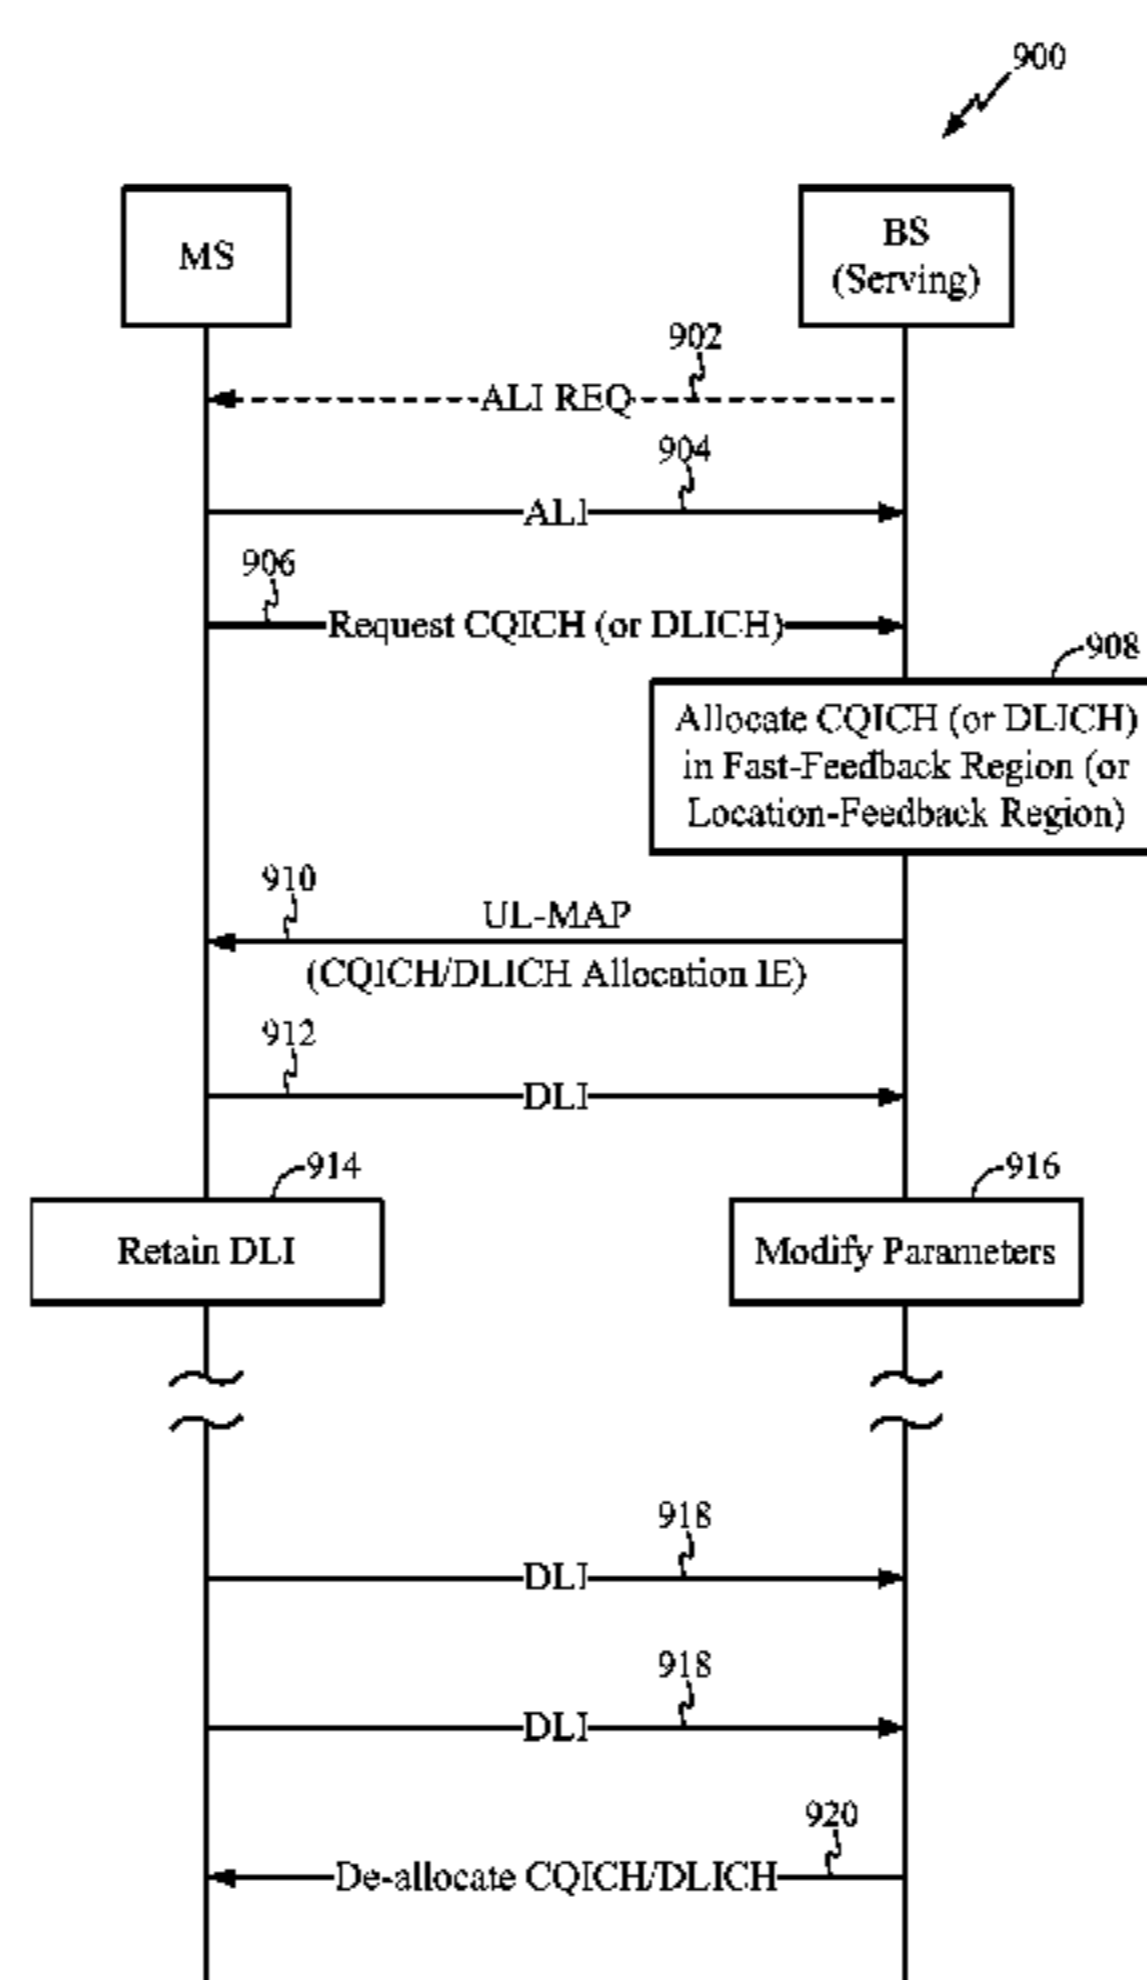 900
MS
BS
(Serving)
902
ALI REQ
904
ALI
906
Request CQICH (or DLICH)
908
Allocate CQICH (or DLICH)
in Fast-Feedback Region (or
Location-Feedback Region)
910
UL-MAP
(CQICH/DLICH Allocation IE)
912
DLI
914
916
Retain DLI
Modify Parameters
918
DLI
918
DLI
920
De-allocate CQICH/DLICH